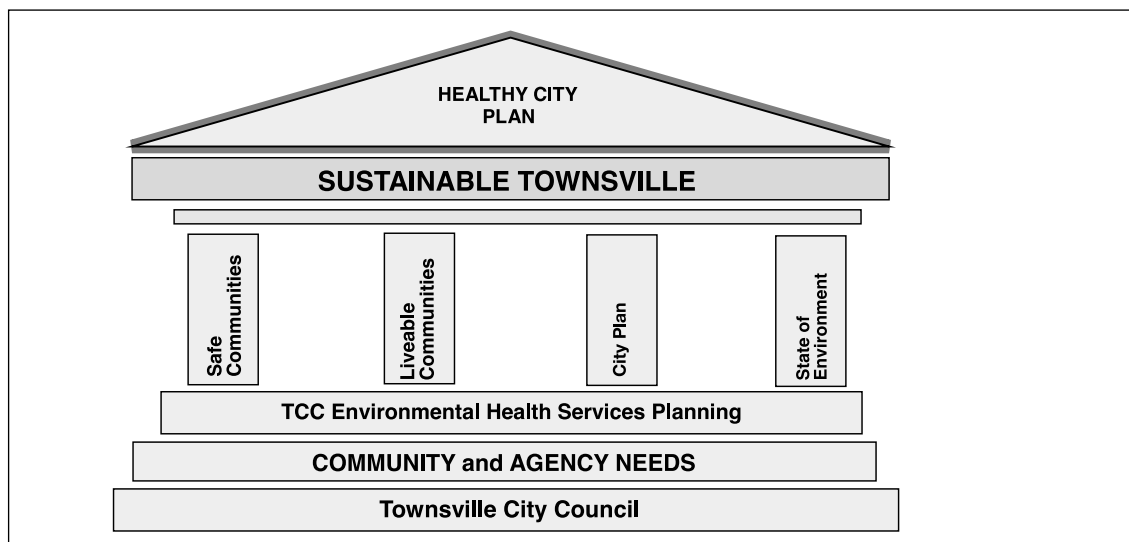 HEALTHY CITY
PLAN
SUSTAINABLE TOWNSVILLE
Safe
Communities
Liveable
Communities
City Plan
State of
Environment
TCC Environmental Health Services Planning
COMMUNITY and AGENCY NEEDS
Townsville City Council